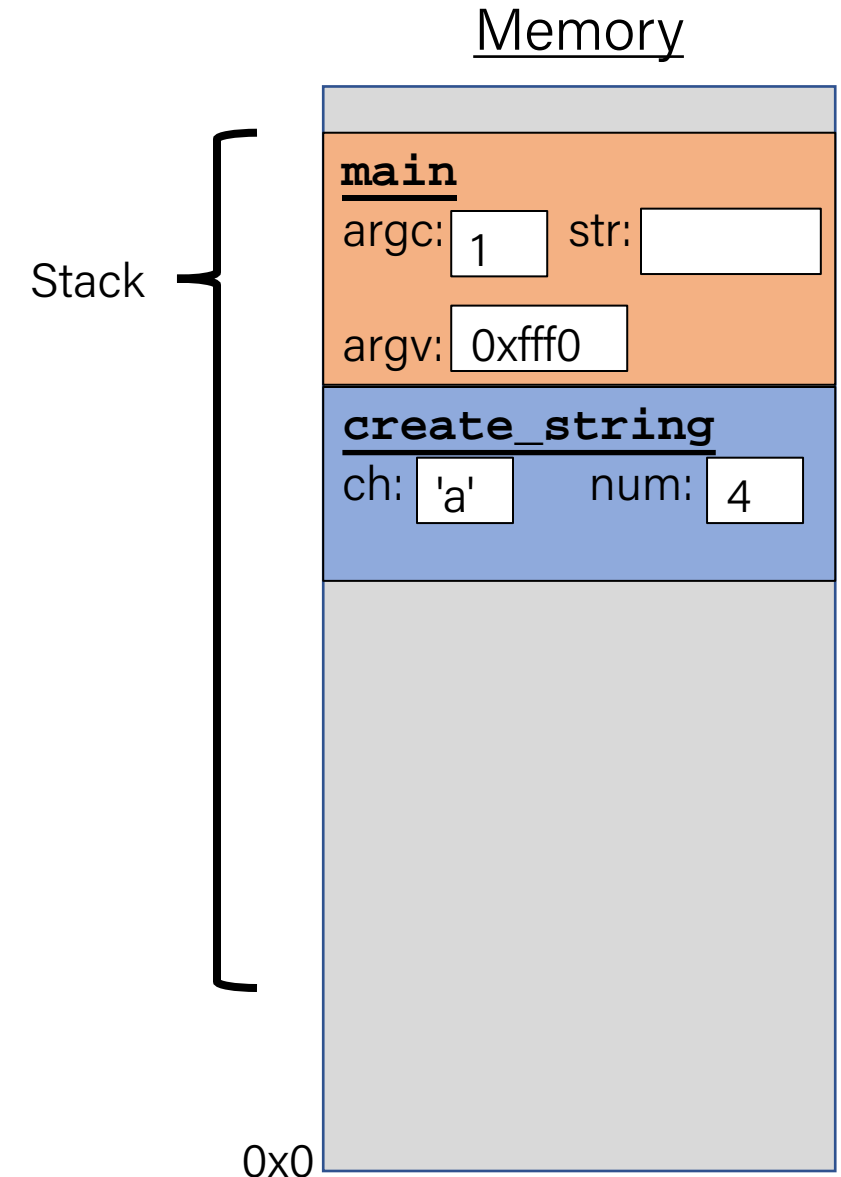 Memory
main
argc: 1 str:
Stack
argv: 0xfff0
create_string
ch: 'a' num: 4
0x0